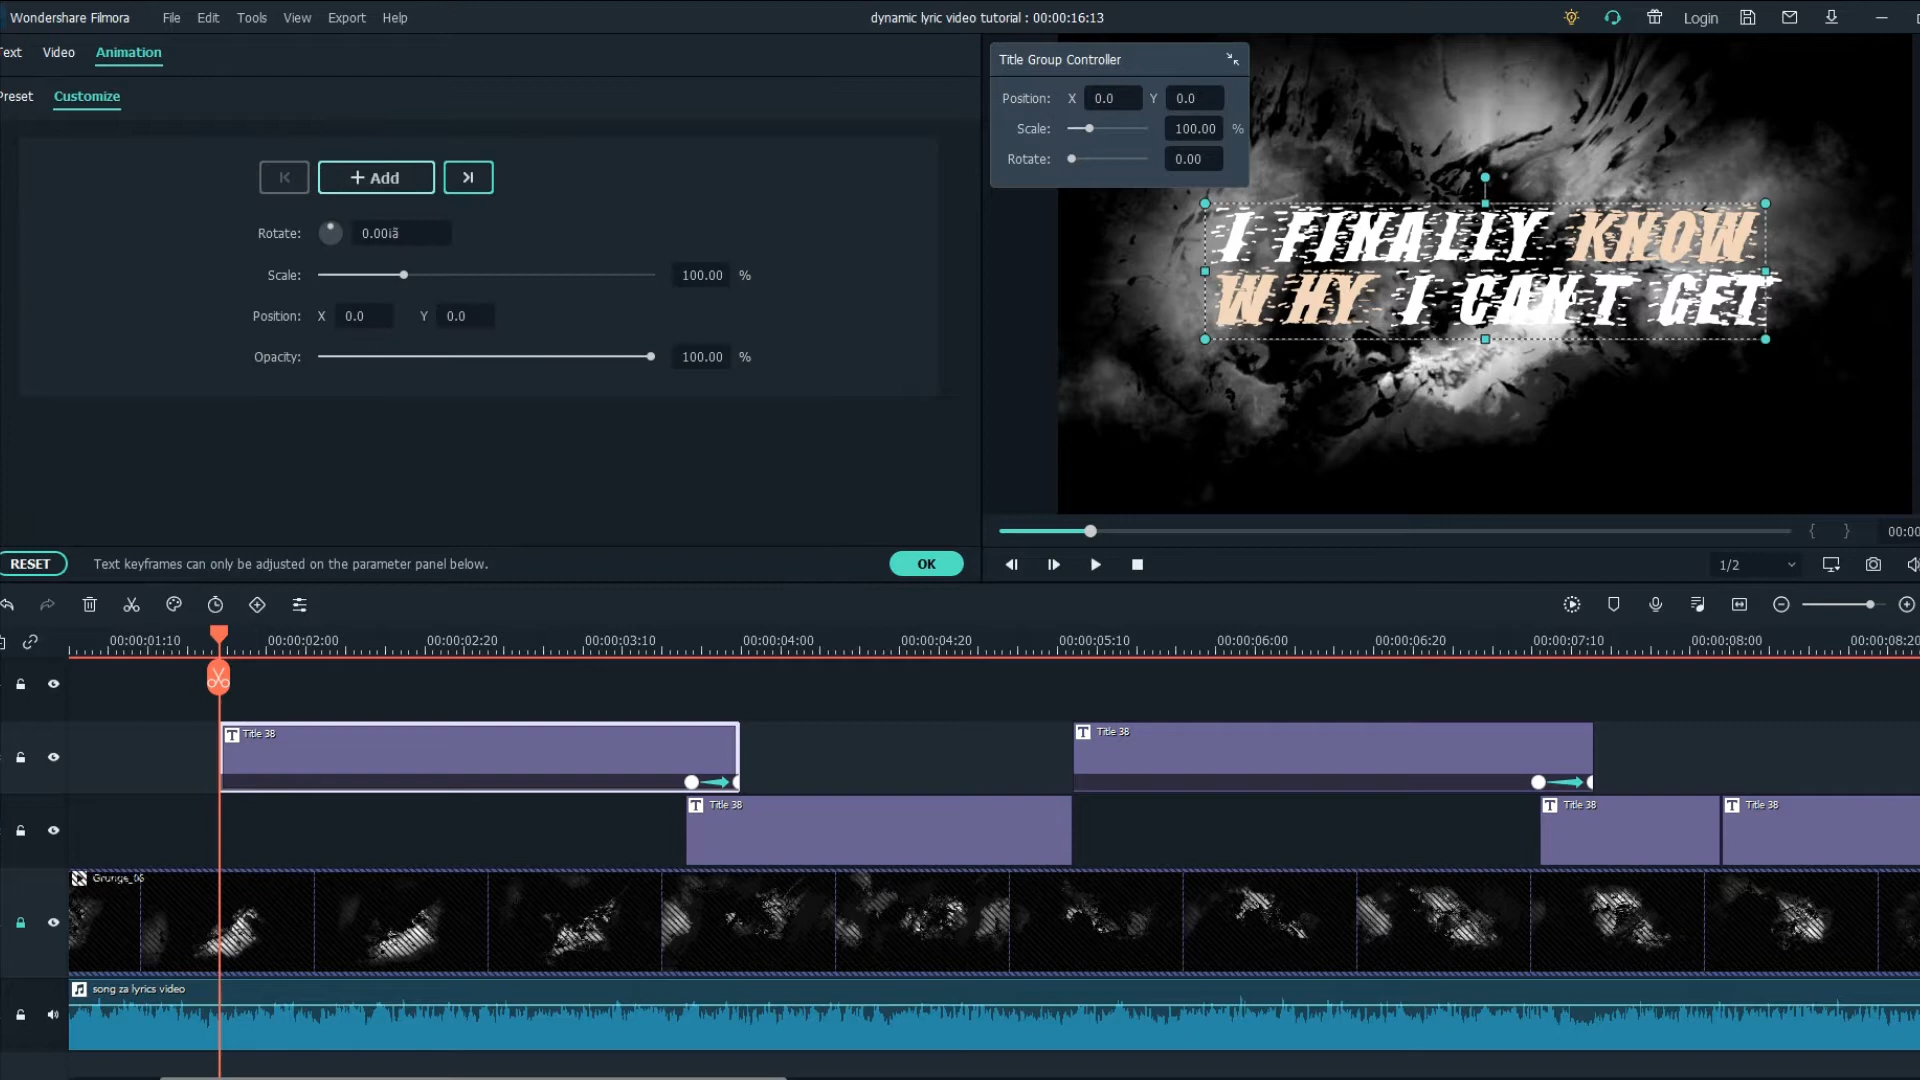 Wondershare Filmora File Edit Tools View Export Help dynamic lyric video tutorial : 00:00:16:13 Login
Text Video Animation
Preset Customize
+ Add
Rotate: 0.00iã
Scale: 100.00 %
Position: X 0.0 Y 0.0
Opacity: 100.00 %
RESET Text keyframes can only be adjusted on the parameter panel below. OK
Title Group Controller
Position: X 0.0 Y 0.0
Scale: 100.00 %
Rotate: 0.00
I FINALLY KNOW
WHY I CAN'T GET
00:00
1/2
00:00:01:10 00:00:02:00 00:00:02:20 00:00:03:10 00:00:04:00 00:00:04:20 00:00:05:10 00:00:06:00 00:00:06:20 00:00:07:10 00:00:08:00 00:00:08:20
T Title 38 T Title 38
T Title 38 T Title 38 T Title 38
Grunge_06
song za lyrics video